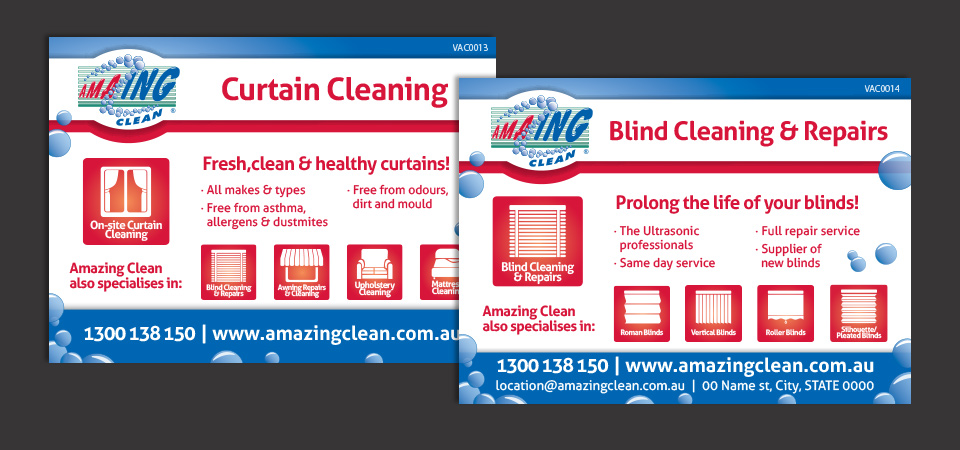 VAC0013
AMAZING
CLEAN ®
Curtain Cleaning
On-site Curtain
Cleaning
Fresh,clean & healthy curtains!
· All makes & types
· Free from asthma,
allergens & dustmites
· Free from odours,
dirt and mould
Amazing Clean
also specialises in:
Blind Cleaning
& Repairs
Awning Repairs
& Cleaning
Upholstery
Cleaning
Mattres
Cleanin
1300 138 150 | www.amazingclean.com.au
VAC0014
AMAZING
CLEAN ®
Blind Cleaning & Repairs
Blind Cleaning
& Repairs
Prolong the life of your blinds!
· The Ultrasonic
professionals
· Same day service
· Full repair service
· Supplier of
new blinds
Amazing Clean
also specialises in:
Roman Blinds
Vertical Blinds
Roller Blinds
Silhouette/
Pleated Blinds
1300 138 150 | www.amazingclean.com.au
location@amazingclean.com.au | 00 Name st, City, STATE 0000